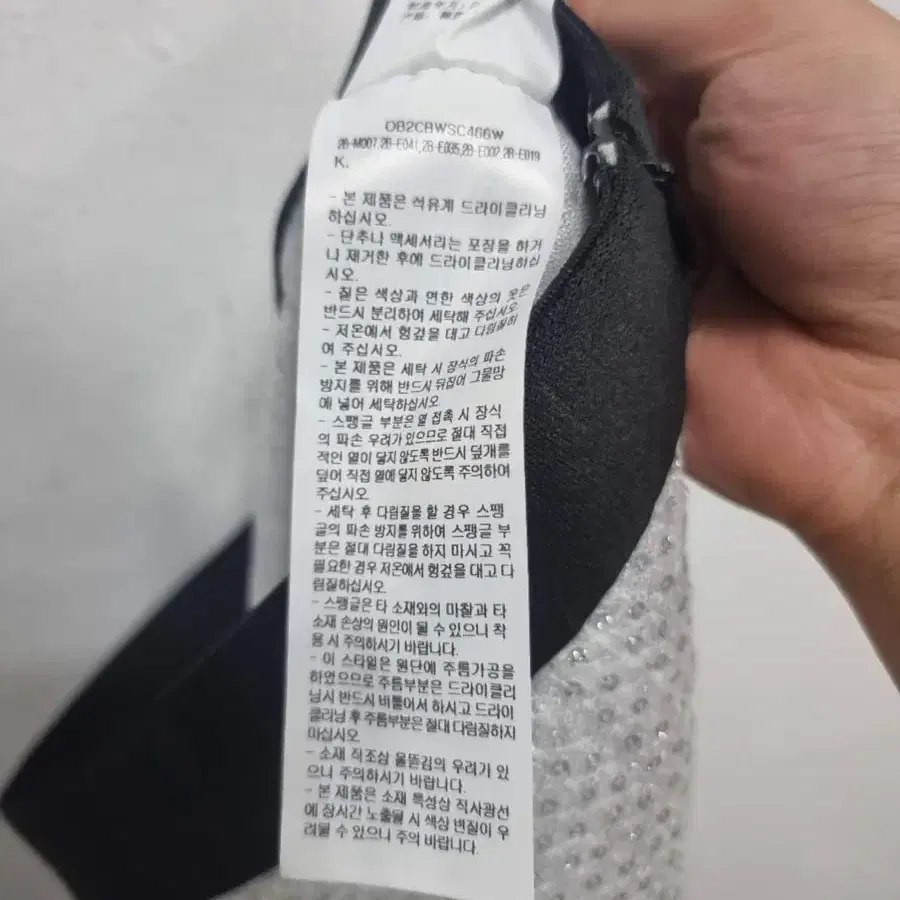 OB2CBWSC466W
2B-M007,2B-E041,2B-E035,2B-E002,2B-E019
K.
- 본 제품은 석유계 드라이클리닝
하십시오.
- 단추나 액세서리는 포장을 하거
나 제거한 후에 드라이클리닝하십
시오.
- 짙은 색상과 연한 색상의 옷은
반드시 분리하여 세탁해 주십시오
- 저온에서 헝겊을 대고 다림질하
여 주십시오.
- 본 제품은 세탁 시 장식의 파손
방지를 위해 반드시 뒤집어 그물망
에 넣어 세탁하십시오
- 스팽글 부분은 열 접촉 시 장식
의 파손 우려가 있으므로 절대 직접
적인 열이 닿지 않도록 반드시 덮개를
덮어 직접 열에 닿지 않도록 주의하여
주십시오
- 세탁 후 다림질을 할 경우 스팽
글의 파손 방지를 위하여 스팽글 부
분은 절대 다림질을 하지 마시고 꼭
필요한 경우 저온에서 헝겊을 대고 다
림질하십시오
- 스팽글은 타 소재와의 마찰과 타
소재 손상의 원인이 될 수 있으니 착
용 시 주의하시기 바랍니다.
- 이 스타일은 원단에 주름가공을
하였으므로 주름부분은 드라이클리
닝시 반드시 비틀어서 하시고 드라이
클리닝 후 주름부분은 절대 다림질하지
마십시오
- 소재 직조상 올뜯김의 우려가 있
으니 주의하시기 바랍니다.
- 본 제품은 소재 특성상 직사광선
에 장시간 노출될 시 색상 변질이 우
려될 수 있으니 주의 바랍니다.